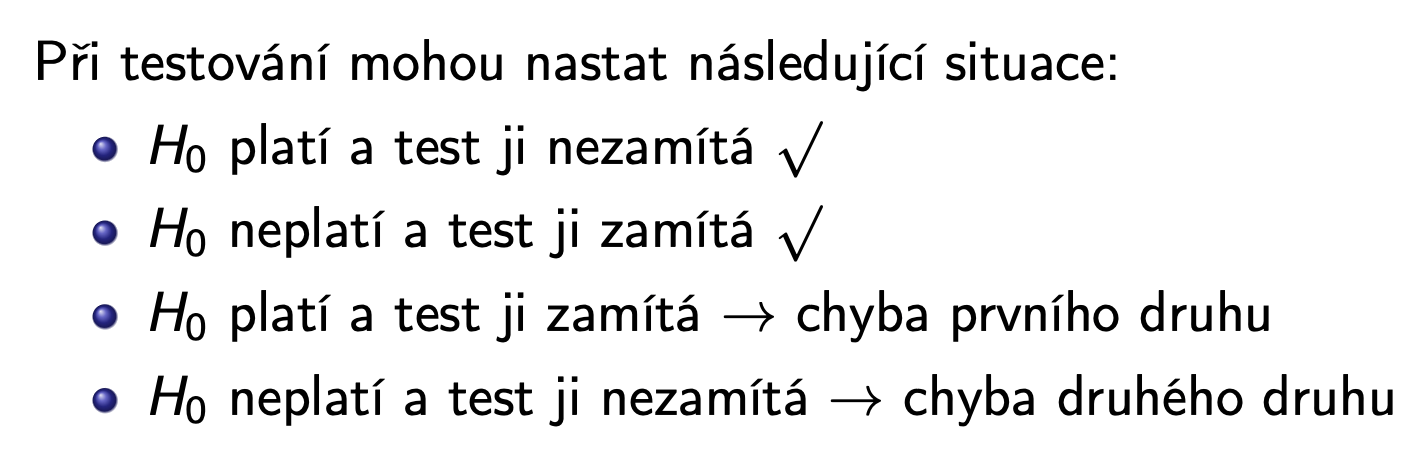 Při testování mohou nastat následující situace:
• H₀ platí a test ji nezamítá √
• H₀ neplatí a test ji zamítá √
• H₀ platí a test ji zamítá → chyba prvního druhu
• H₀ neplatí a test ji nezamítá → chyba druhého druhu